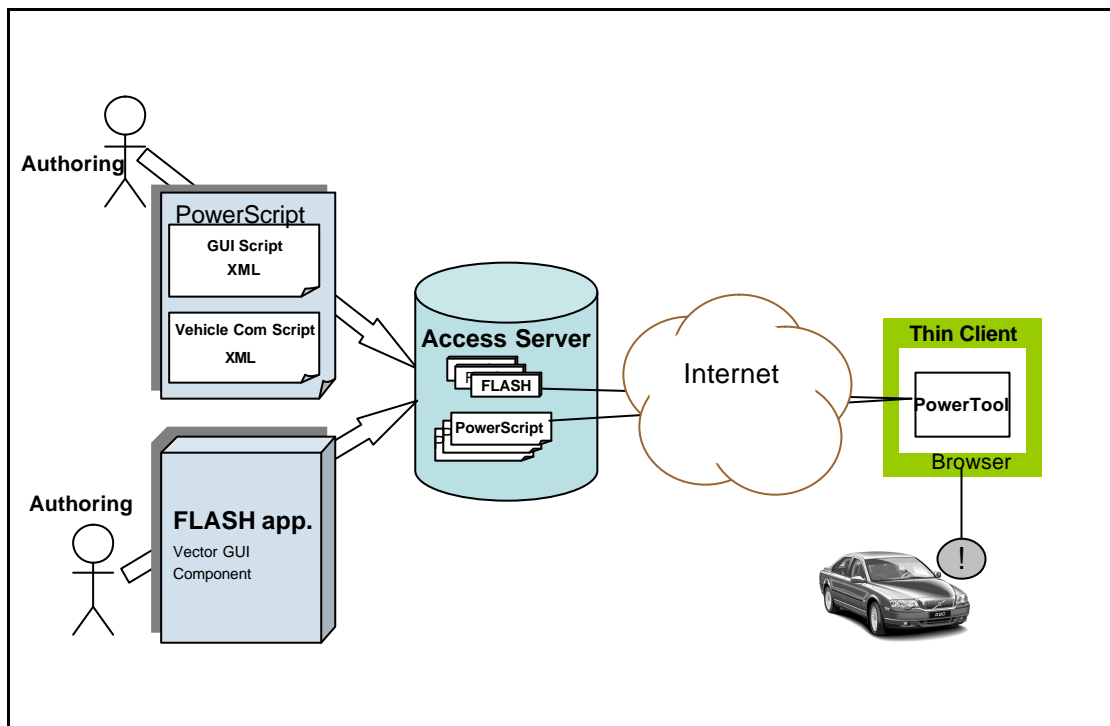 Authoring
PowerScript
GUI Script
XML
Vehicle Com Script
XML
Authoring
FLASH app.
Vector GUI
Component
Access Server
FLASH
PowerScript
Internet
Thin Client
PowerTool
Browser
!